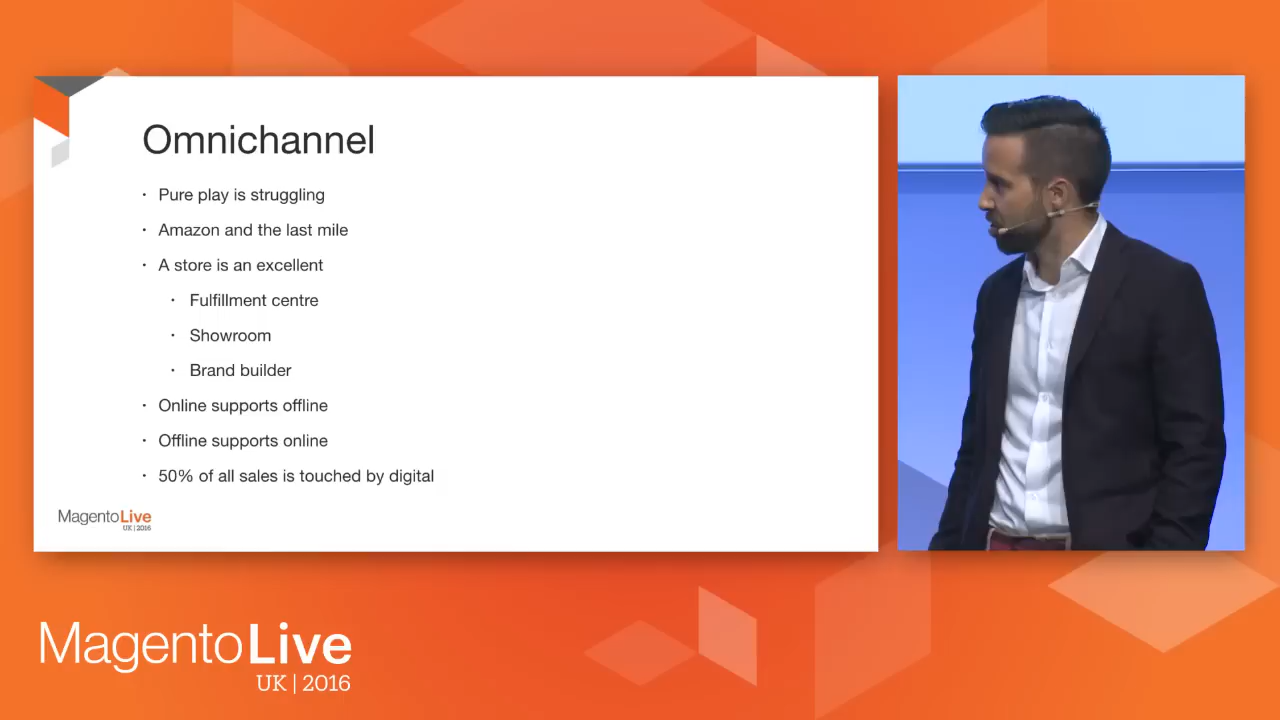 Omnichannel
· Pure play is struggling
· Amazon and the last mile
· A store is an excellent
· Fulfillment centre
· Showroom
· Brand builder
· Online supports offline
· Offline supports online
· 50% of all sales is touched by digital
MagentoLive
UK | 2016
MagentoLive
UK | 2016